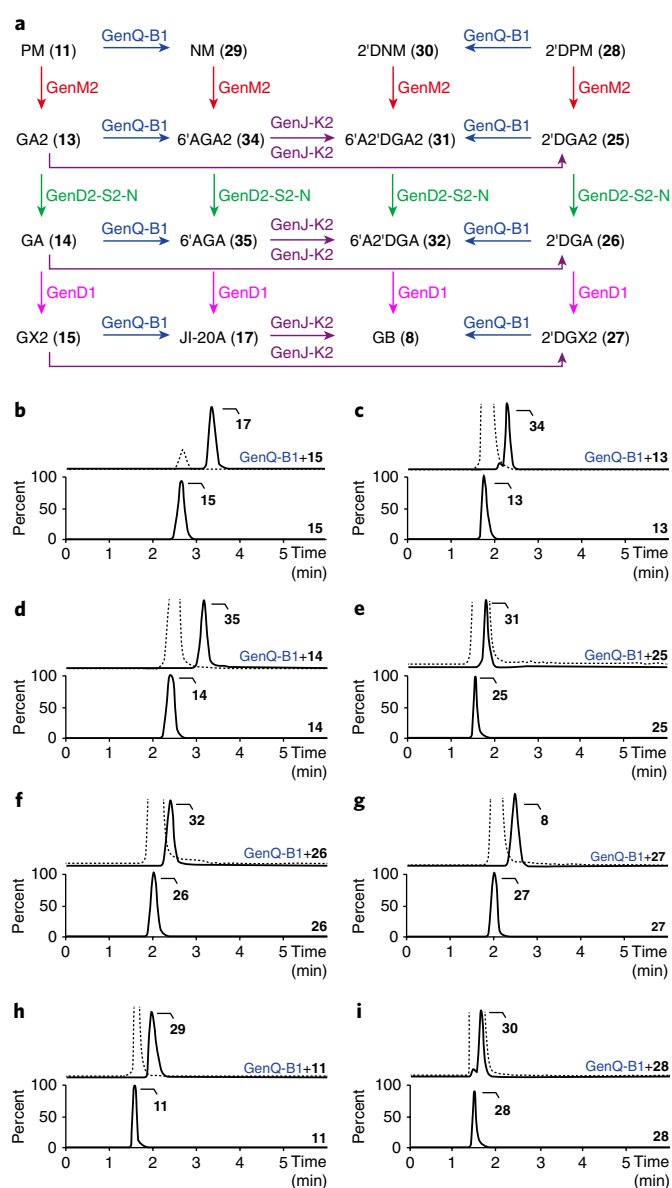 a
PM (11) GenQ-B1 NM (29) 2'DNM (30) GenQ-B1 2'DPM (28)
GenM2 GenM2 GenM2 GenM2
GA2 (13) GenQ-B1 6'AGA2 (34) GenJ-K2 6'A2'DGA2 (31) GenQ-B1 2'DGA2 (25)
GenJ-K2
GenD2-S2-N GenD2-S2-N GenD2-S2-N GenD2-S2-N
GA (14) GenQ-B1 6'AGA (35) GenJ-K2 6'A2'DGA (32) GenQ-B1 2'DGA (26)
GenJ-K2
GenD1 GenD1 GenD1 GenD1
GX2 (15) GenQ-B1 JI-20A (17) GenJ-K2 GB (8) GenQ-B1 2'DGX2 (27)
GenJ-K2
b
17
GenQ-B1+15
100
50
0
Percent
15
15
0 1 2 3 4 5 Time
(min)
c
34
GenQ-B1+13
100
50
0
Percent
13
13
0 1 2 3 4 5 Time
(min)
d
35
GenQ-B1+14
100
50
0
Percent
14
14
0 1 2 3 4 5 Time
(min)
e
31
GenQ-B1+25
100
50
0
Percent
25
25
0 1 2 3 4 5 Time
(min)
f
32
GenQ-B1+26
100
50
0
Percent
26
26
0 1 2 3 4 5 Time
(min)
g
8
GenQ-B1+27
100
50
0
Percent
27
27
0 1 2 3 4 5 Time
(min)
h
29
GenQ-B1+11
100
50
0
Percent
11
11
0 1 2 3 4 5 Time
(min)
i
30
GenQ-B1+28
100
50
0
Percent
28
28
0 1 2 3 4 5 Time
(min)